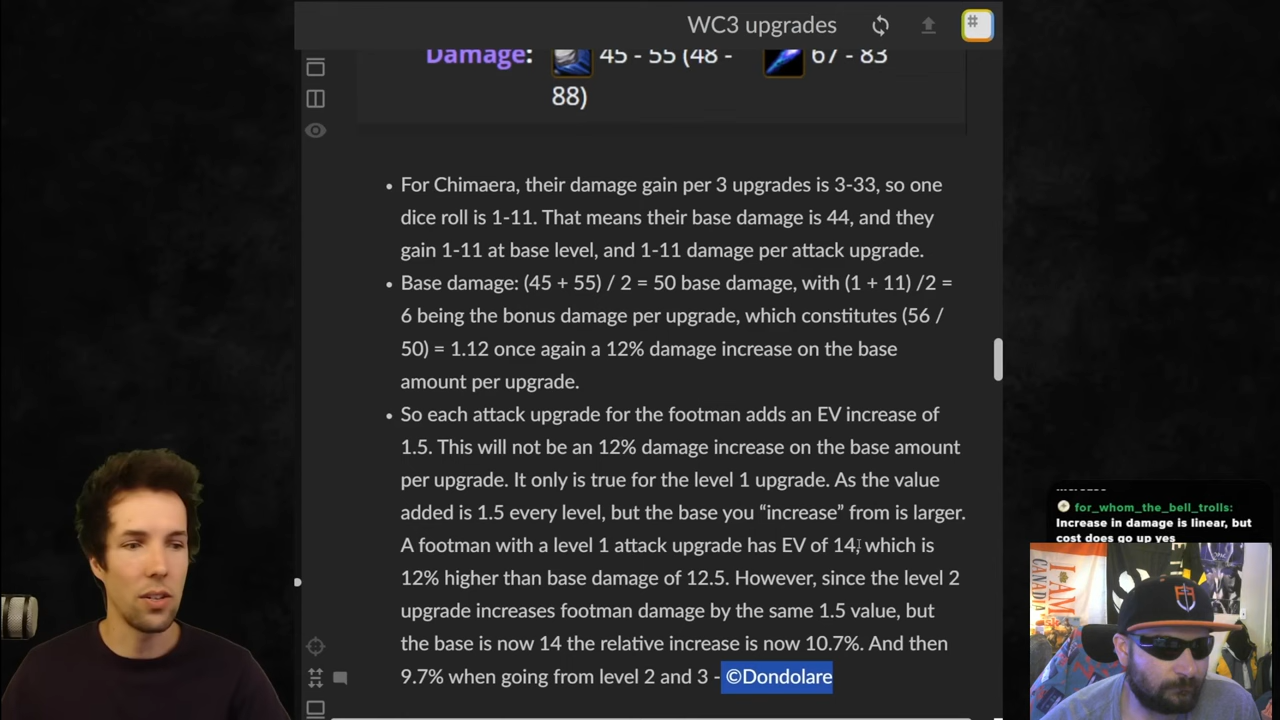 WC3 upgrades
Damage: 45 - 55 (48 - 88) 67 - 83
• For Chimaera, their damage gain per 3 upgrades is 3-33, so one
dice roll is 1-11. That means their base damage is 44, and they
gain 1-11 at base level, and 1-11 damage per attack upgrade.
• Base damage: (45 + 55) / 2 = 50 base damage, with (1 + 11) /2 =
6 being the bonus damage per upgrade, which constitutes (56 /
50) = 1.12 once again a 12% damage increase on the base
amount per upgrade.
• So each attack upgrade for the footman adds an EV increase of
1.5. This will not be an 12% damage increase on the base amount
per upgrade. It only is true for the level 1 upgrade. As the value
added is 1.5 every level, but the base you “increase” from is larger.
A footman with a level 1 attack upgrade has EV of 14, which is
12% higher than base damage of 12.5. However, since the level 2
upgrade increases footman damage by the same 1.5 value, but
the base is now 14 the relative increase is now 10.7%. And then
9.7% when going from level 2 and 3 - ©Dondolare
for_whom_the_bell_trolls:
Increase in damage is linear, but
cost does go up yes
I AM
CANADIA